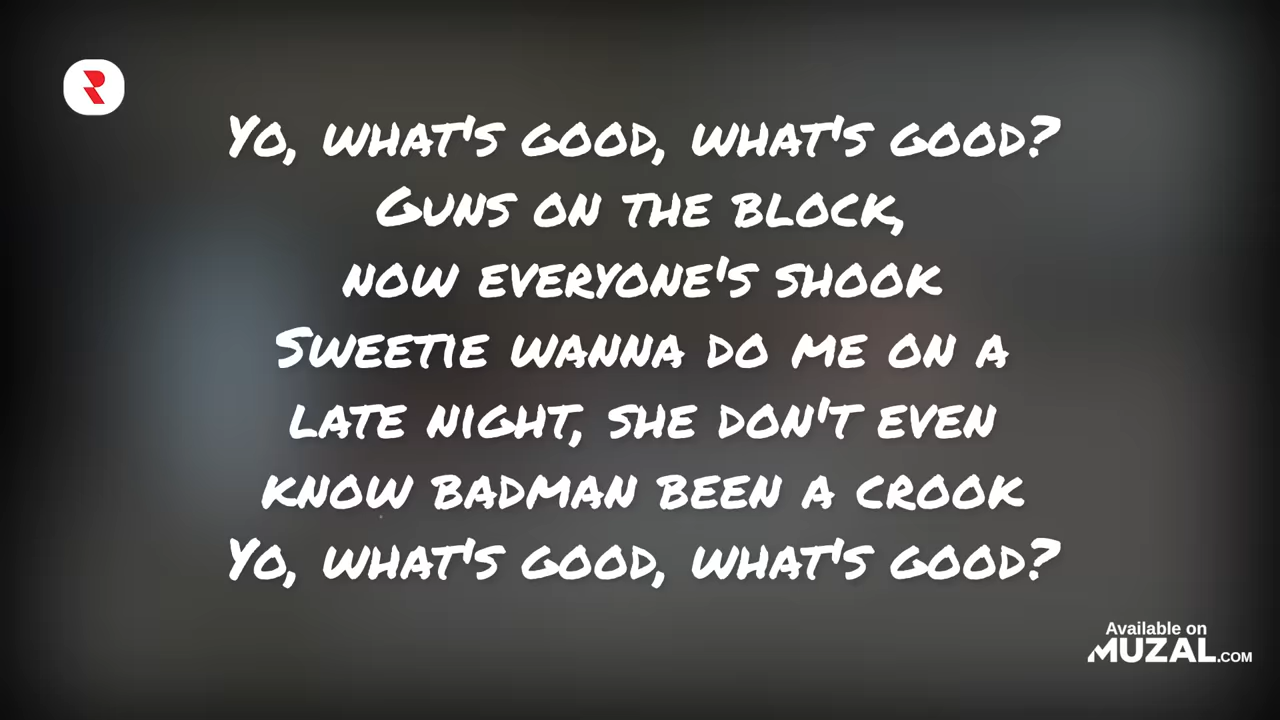 Yo, what's good, what's good?
Guns on the block,
now everyone's shook
Sweetie wanna do me on a
late night, she don't even
know badman been a crook
Yo, what's good, what's good?
Available on
MUZAL.COM